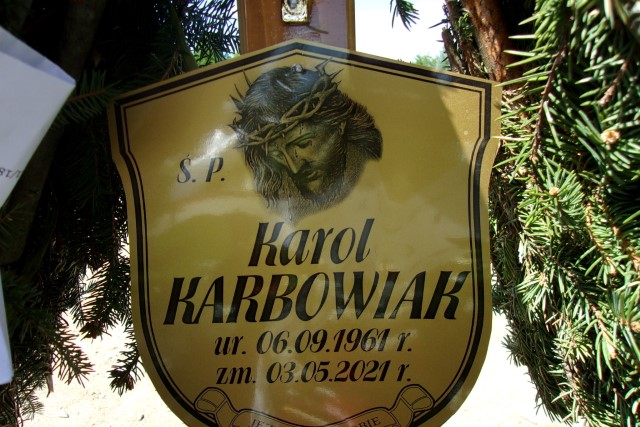 Ś. P.
Karol
KARBOWIAK
ur. 06.09.1961 r.
zm. 03.05.2021 r.